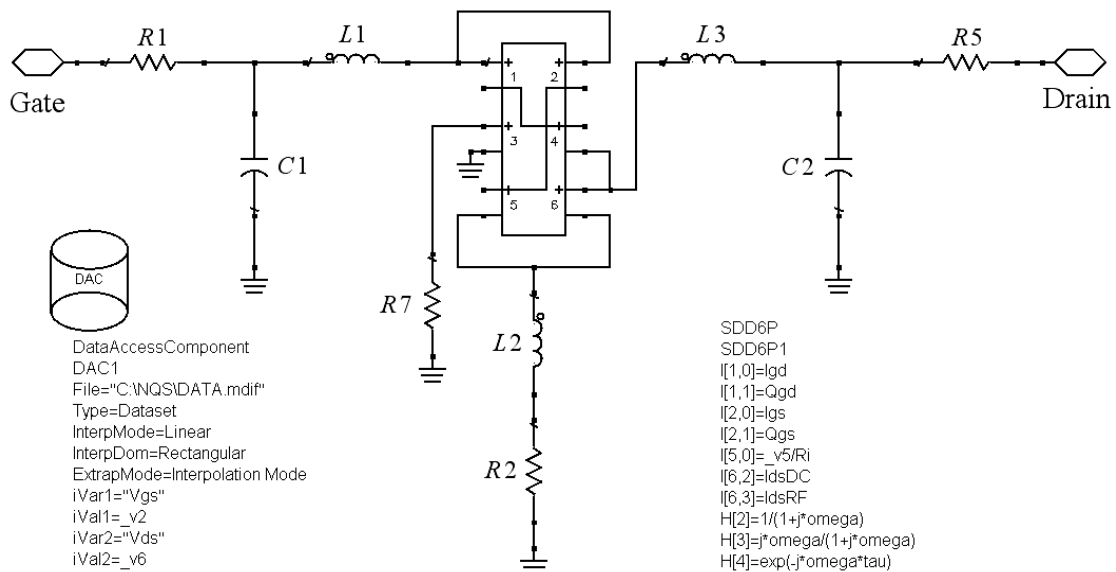 R1
L1
L3
R5
Gate
Drain
C1
C2
1
2
3
4
5
6
DAC
R7
L2
R2
DataAccessComponent
DAC1
File="C:\NQS\DATA.mdif"
Type=Dataset
InterpMode=Linear
InterpDom=Rectangular
ExtrapMode=Interpolation Mode
iVar1="Vgs"
iVal1=_v2
iVar2="Vds"
iVal2=_v6
SDD6P
SDD6P1
I[1,0]=Igd
I[1,1]=Qgd
I[2,0]=Igs
I[2,1]=Qgs
I[5,0]=_v5/Ri
I[6,2]=IdsDC
I[6,3]=IdsRF
H[2]=1/(1+j*omega)
H[3]=j*omega/(1+j*omega)
H[4]=exp(-j*omega*tau)